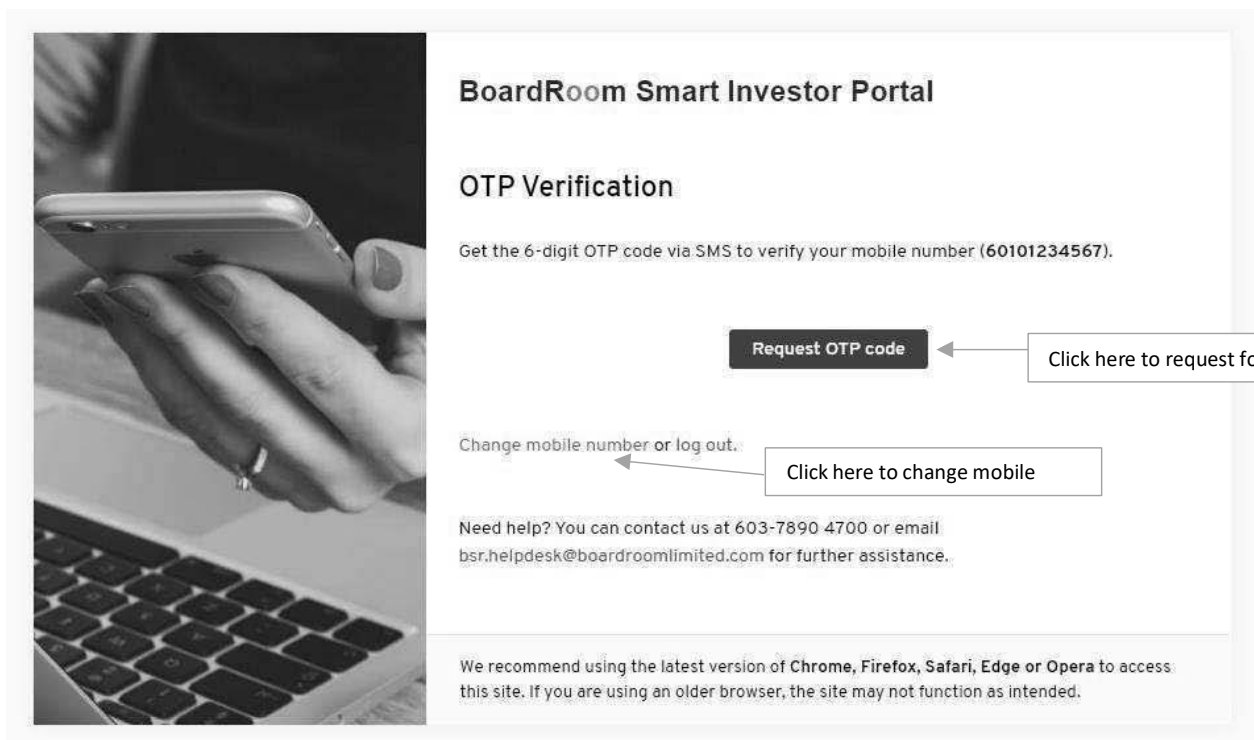 BoardRoom Smart Investor Portal
OTP Verification
Get the 6-digit OTP code via SMS to verify your mobile number (60101234567).
Request OTP code
Click here to request
Change mobile number or log out.
Click here to change mobile
Need help? You can contact us at 603-7890 4700 or email
bsr.helpdesk@boardroomlimited.com for further assistance.
We recommend using the latest version of Chrome, Firefox, Safari, Edge or Opera to access
this site. If you are using an older browser, the site may not function as intended.